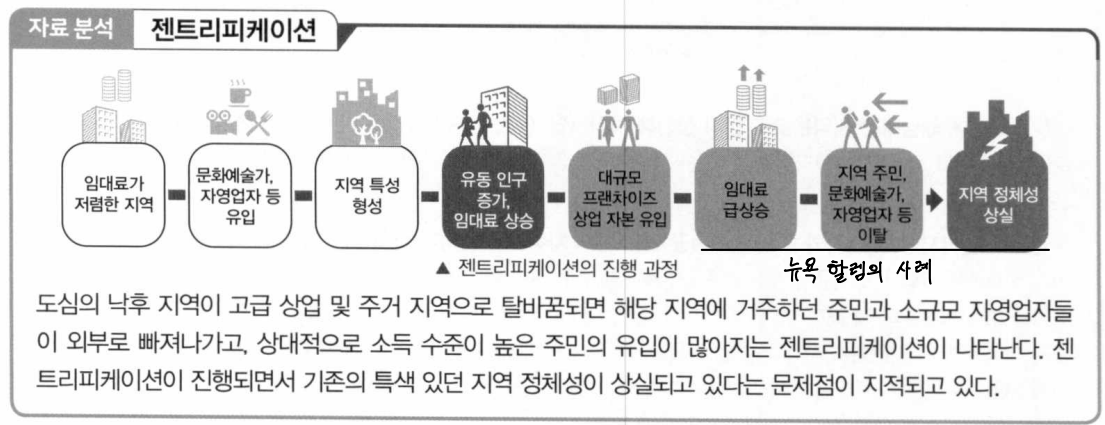 자료 분석 젠트리피케이션
임대료가
저렴한 지역
문화예술가,
자영업자 등
유입
지역 특성
형성
유동 인구
증가,
임대료 상승
대규모
프랜차이즈
상업 자본 유입
임대료
급상승
지역 주민,
문화예술가,
자영업자 등
이탈
지역 정체성
상실
▲ 젠트리피케이션의 진행 과정
뉴욕 할렘의 사례
도심의 낙후 지역이 고급 상업 및 주거 지역으로 탈바꿈되면 해당 지역에 거주하던 주민과 소규모 자영업자들
이 외부로 빠져나가고, 상대적으로 소득 수준이 높은 주민의 유입이 많아지는 젠트리피케이션이 나타난다. 젠
트리피케이션이 진행되면서 기존의 특색 있던 지역 정체성이 상실되고 있다는 문제점이 지적되고 있다.